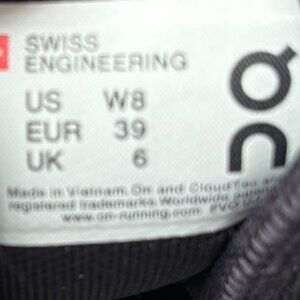 SWISS
ENGINEERING
US W8
EUR 39
UK 6
Made in Vietnam. On and CloudTec are
registered trademarks. Worldwide patents
www.on-running.com